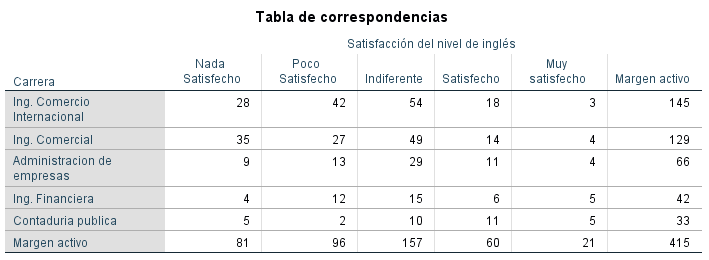 Tabla de correspondencias
Satisfacción del nivel de inglés
Carrera Nada Satisfecho Poco Satisfecho Indiferente Satisfecho Muy satisfecho Margen activo
Ing. Comercio Internacional 28 42 54 18 3 145
Ing. Comercial 35 27 49 14 4 129
Administracion de empresas 9 13 29 11 4 66
Ing. Financiera 4 12 15 6 5 42
Contaduria publica 5 2 10 11 5 33
Margen activo 81 96 157 60 21 415